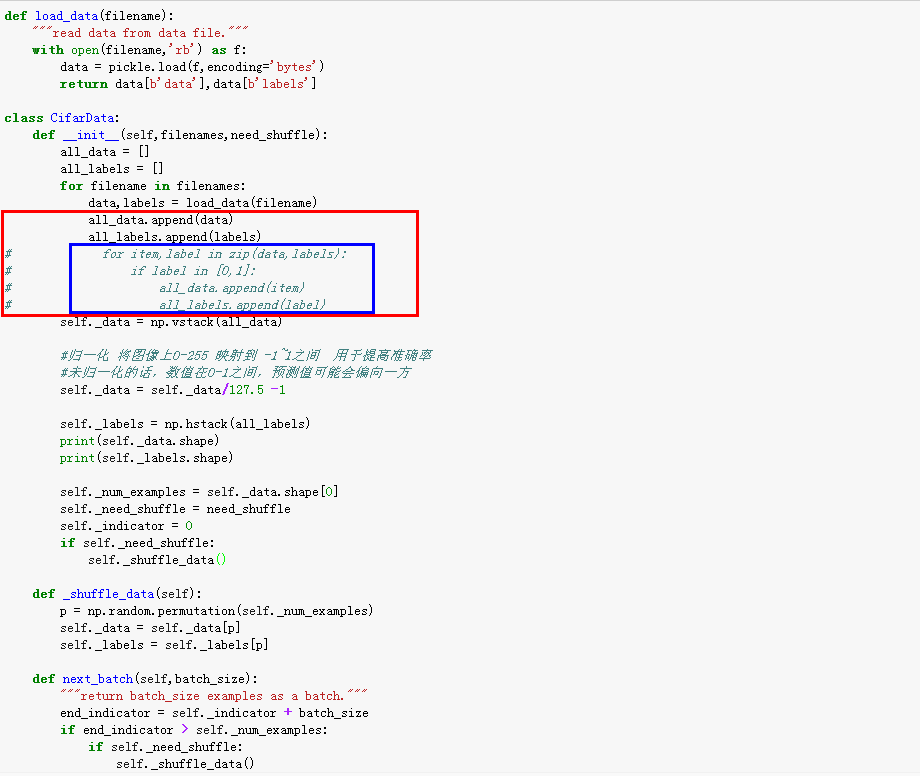 def load_data(filename):
    """read data from data file."""
    with open(filename,'rb') as f:
        data = pickle.load(f,encoding='bytes')
        return data[b'data'],data[b'labels']
class CifarData:
    def __init__(self,filenames,need_shuffle):
        all_data = []
        all_labels = []
        for filename in filenames:
            data,labels = load_data(filename)
            all_data.append(data)
            all_labels.append(labels)
#             for item,label in zip(data,labels):
#                 if label in [0,1]:
#                     all_data.append(item)
#                     all_labels.append(label)
        self._data = np.vstack(all_data)
        #归一化 将图像上0-255 映射到 -1~1之间  用于提高准确率
        #未归一化的话，数值在0-1之间，预测值可能会偏向一方
        self._data = self._data/127.5 -1
        self._labels = np.hstack(all_labels)
        print(self._data.shape)
        print(self._labels.shape)
        self._num_examples = self._data.shape[0]
        self._need_shuffle = need_shuffle
        self._indicator = 0
        if self._need_shuffle:
            self._shuffle_data()
    def _shuffle_data(self):
        p = np.random.permutation(self._num_examples)
        self._data = self._data[p]
        self._labels = self._labels[p]
    def next_batch(self,batch_size):
        """return batch_size examples as a batch."""
        end_indicator = self._indicator + batch_size
        if end_indicator > self._num_examples:
            if self._need_shuffle:
                self._shuffle_data()